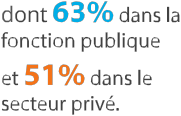 dont 63% dans la
fonction publique
et 51% dans le
secteur privé.